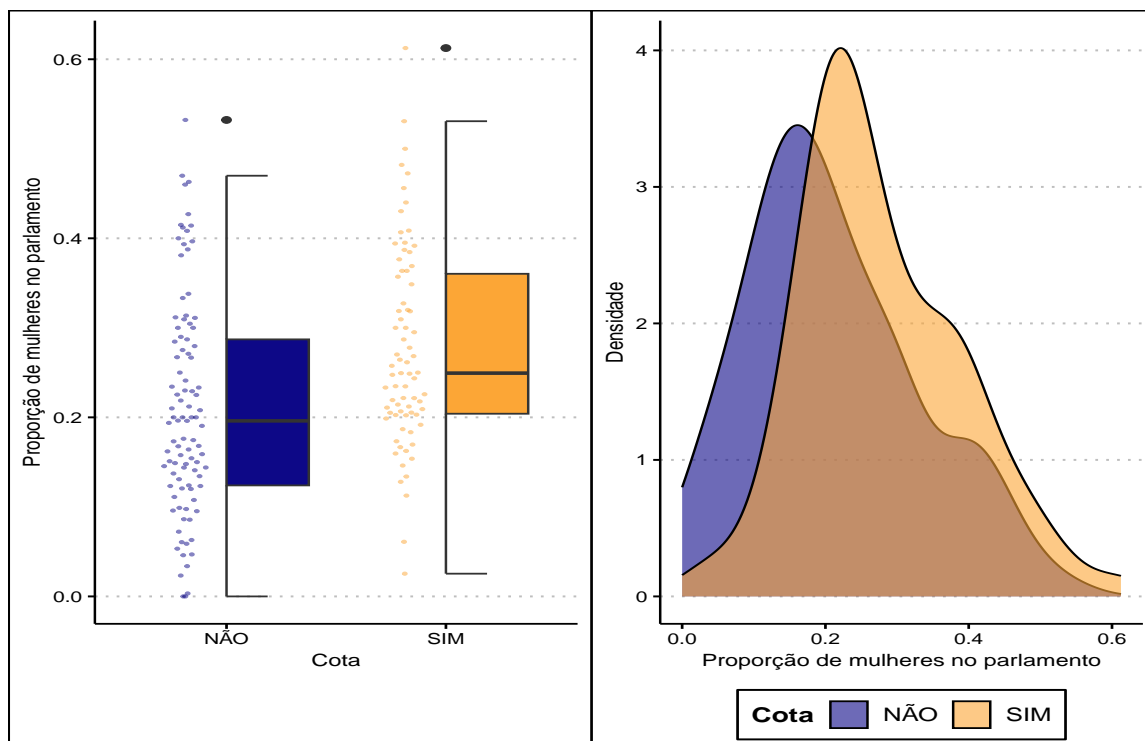 Proporção de mulheres no parlamento
0.6
0.4
0.2
0.0
NÃO
SIM
Cota
Densidade
4
3
2
1
0
0.0
0.2
0.4
0.6
Proporção de mulheres no parlamento
Cota NÃO SIM